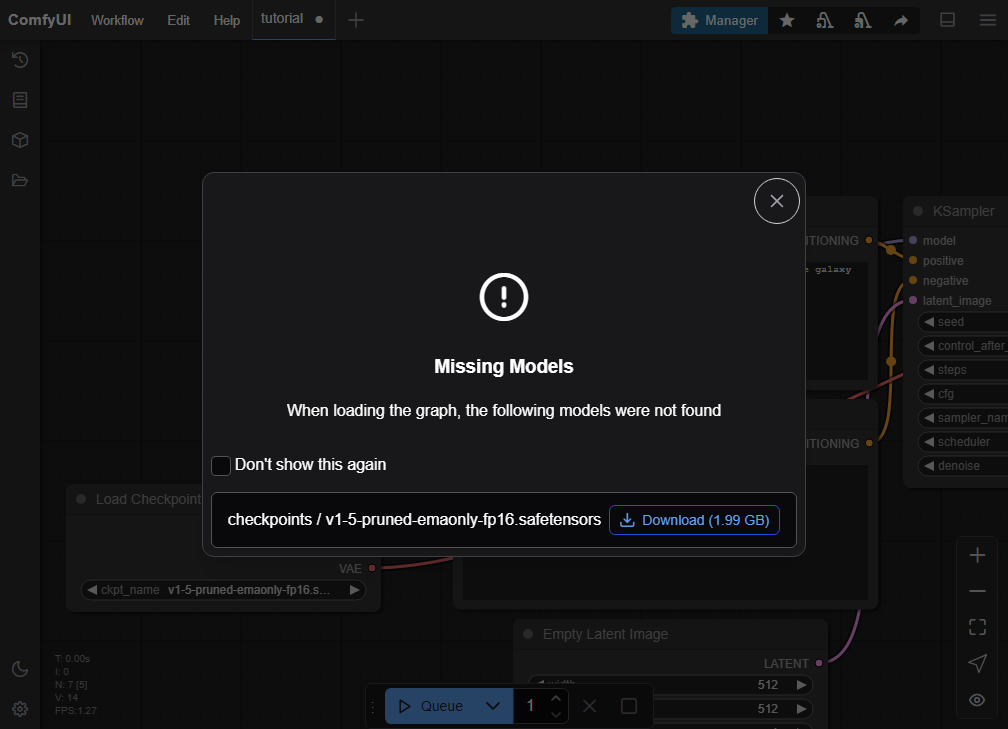 ComfyUI Workflow Edit Help tutorial Manager
KSampler
ITIONING model
positive
galaxy
negative
latent_image
seed
Missing Models
control_after_
steps
cfg
When loading the graph, the following models were not found
sampler_nam
ITIONING scheduler
Don't show this again
denoise
Load Checkpoint
checkpoints / v1-5-pruned-emaonly-fp16.safetensors Download (1.99 GB)
VAE
ckpt_name v1-5-pruned-emaonly-fp16.s...
Empty Latent Image
T: 0.00s
LATENT
I: 0
N: 7 [5]
width 512
V: 14
Queue 1 512
FPS:1.27